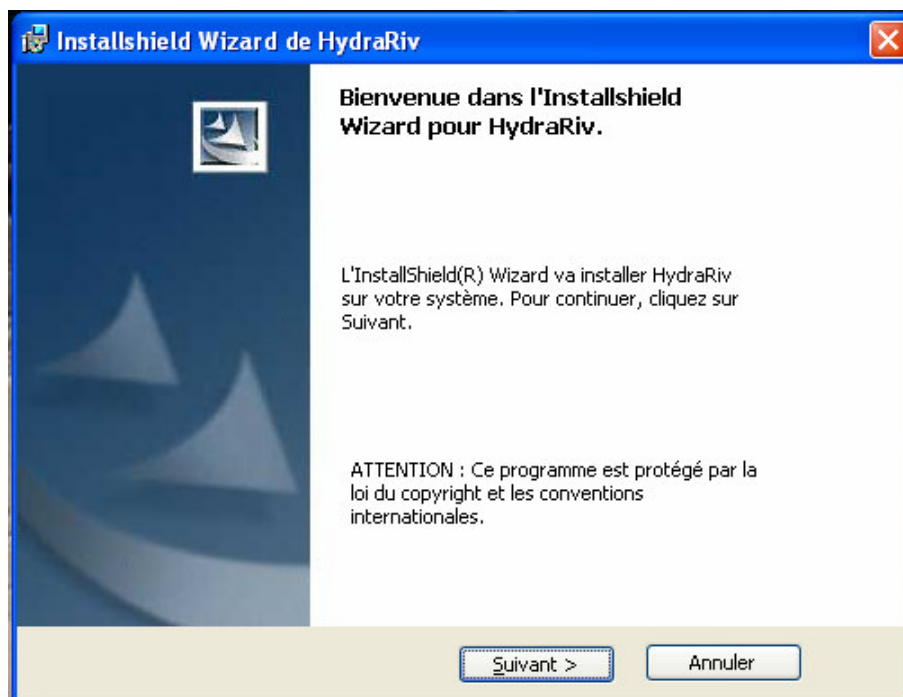 Installshield Wizard de HydraRiv
Bienvenue dans l'Installshield
Wizard pour HydraRiv.
L'InstallShield(R) Wizard va installer HydraRiv
sur votre système. Pour continuer, cliquez sur
Suivant.
ATTENTION : Ce programme est protégé par la
loi du copyright et les conventions
internationales.
Suivant >
Annuler